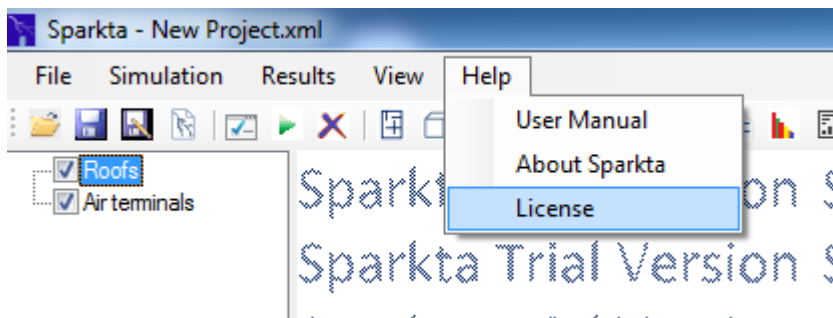 Sparkta - New Project.xml
File Simulation Results View Help
User Manual
About Sparkta
License
Roofs
Air terminals
Sparkta Trial Version